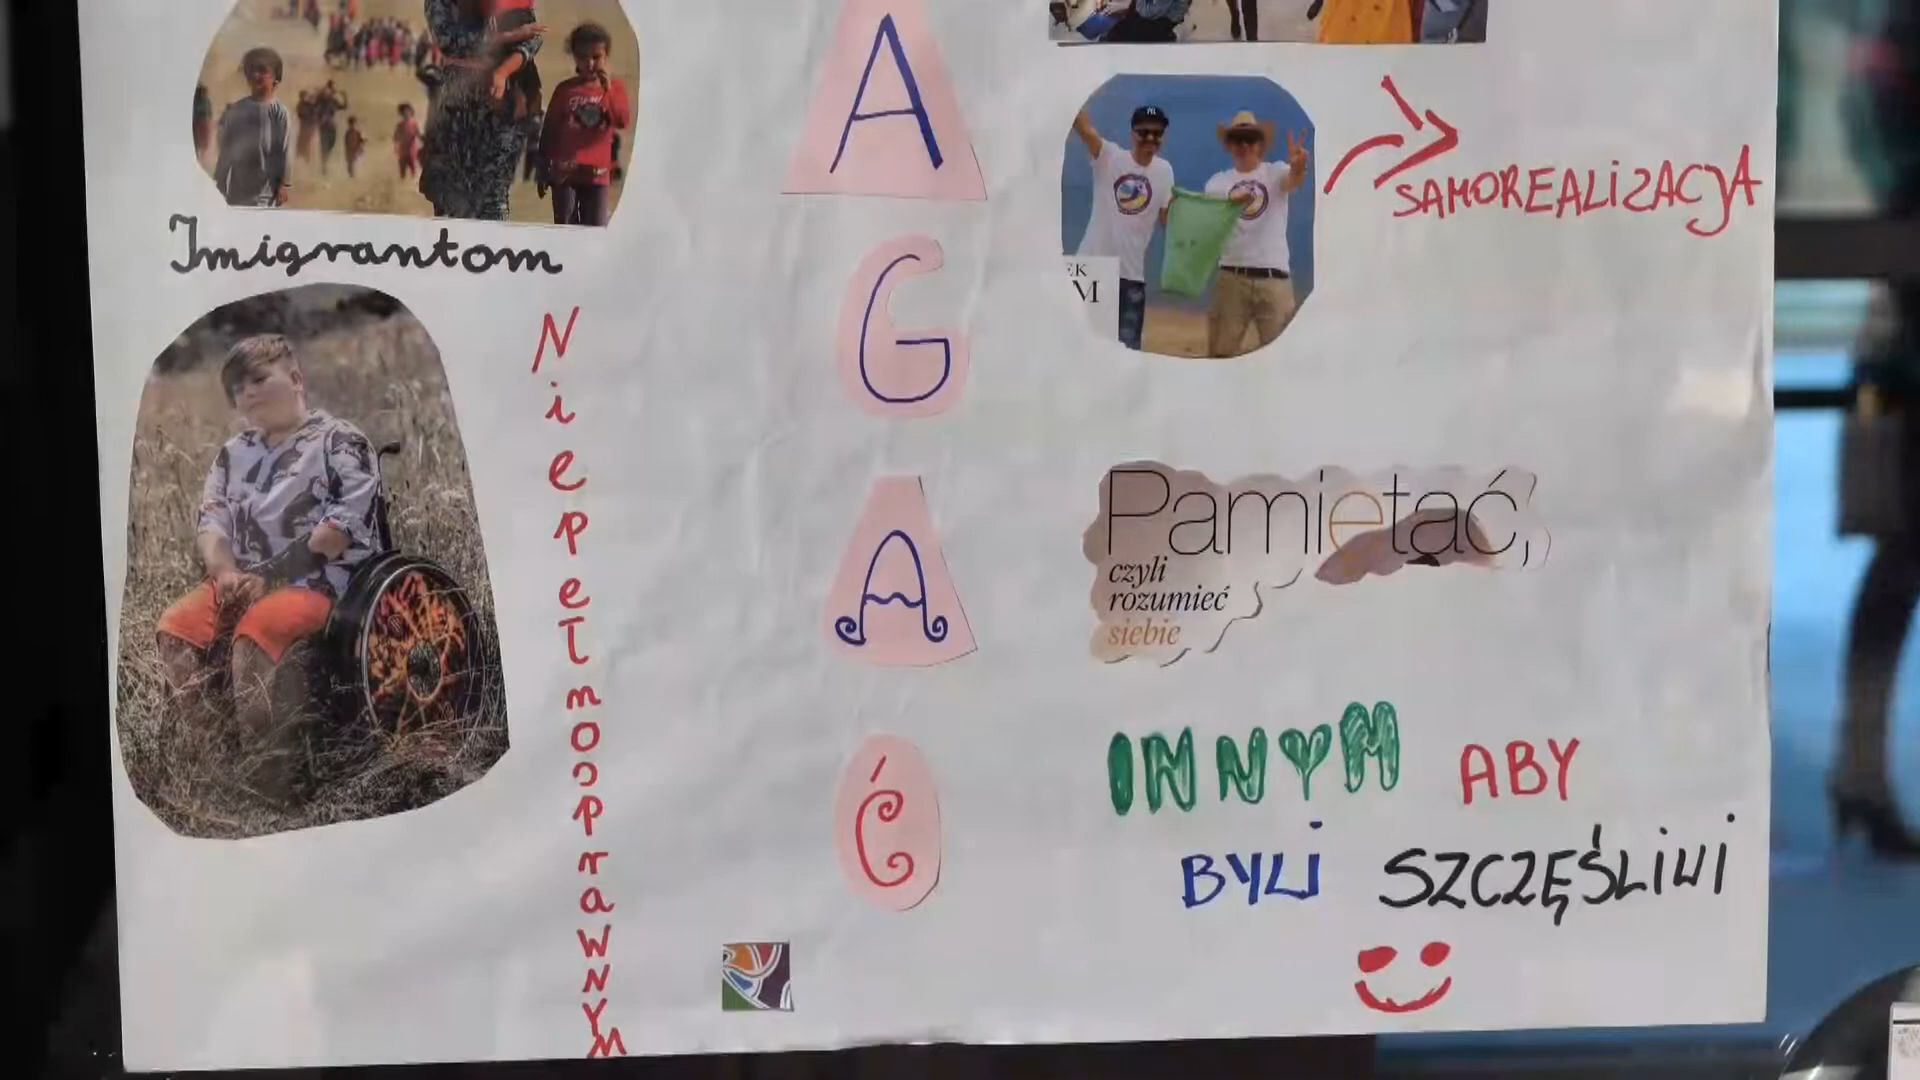 Imigrantom
Niepełnosprawnym
A
G
A
Ć
SAMOREALIZACJA
Pamiętać,
czyli
rozumieć
siebie
INNYM ABY
BYLI SZCZĘŚLIWI